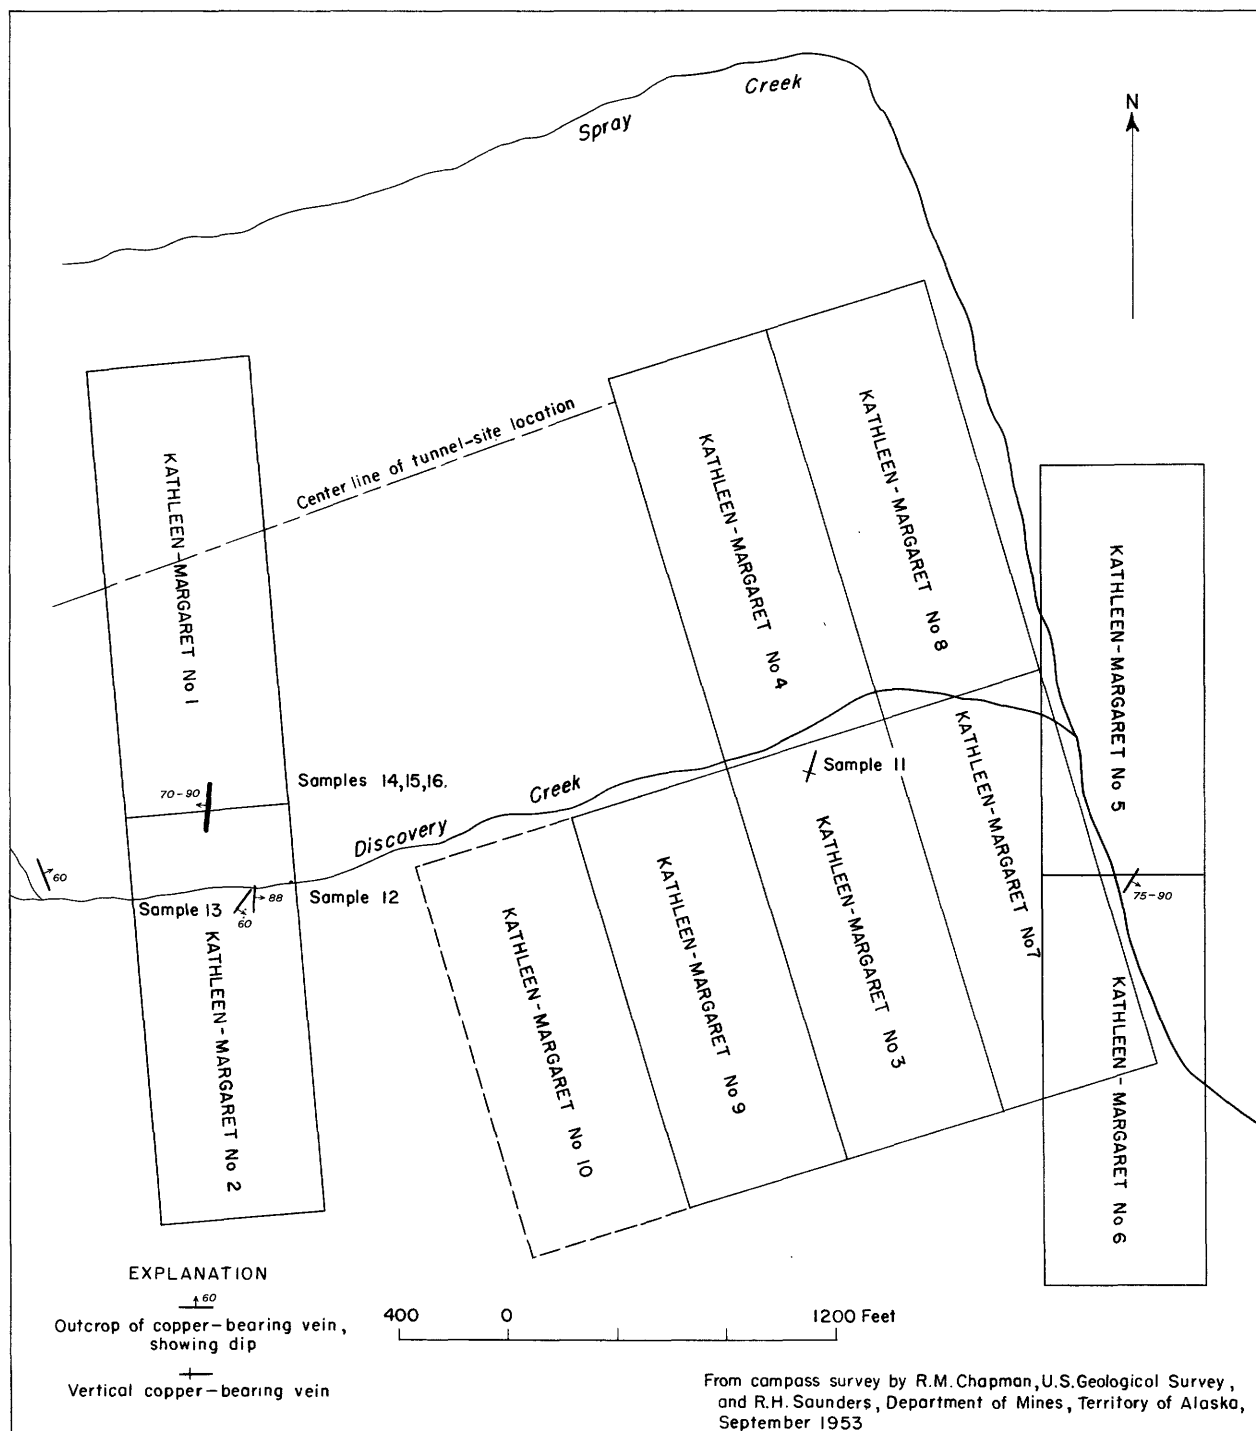 Creek
Spray
N
Center line of tunnel-site location
KATHLEEN-MARGARET No 1
KATHLEEN-MARGARET No 4
KATHLEEN-MARGARET No 8
KATHLEEN-MARGARET No 5
Samples 14,15,16.
70-90
Sample 11
Creek
Discovery
60
Sample 12
88
Sample 13
60
75-90
KATHLEEN-MARGARET No 2
KATHLEEN-MARGARET No 10
KATHLEEN-MARGARET No 9
KATHLEEN-MARGARET No 3
KATHLEEN-MARGARET No 7
KATHLEEN-MARGARET No 6
EXPLANATION
60
Outcrop of copper-bearing vein,
showing dip
Vertical copper-bearing vein
400 0 1200 Feet
From compass survey by R.M. Chapman, U.S. Geological Survey,
and R.H. Saunders, Department of Mines, Territory of Alaska,
September 1953